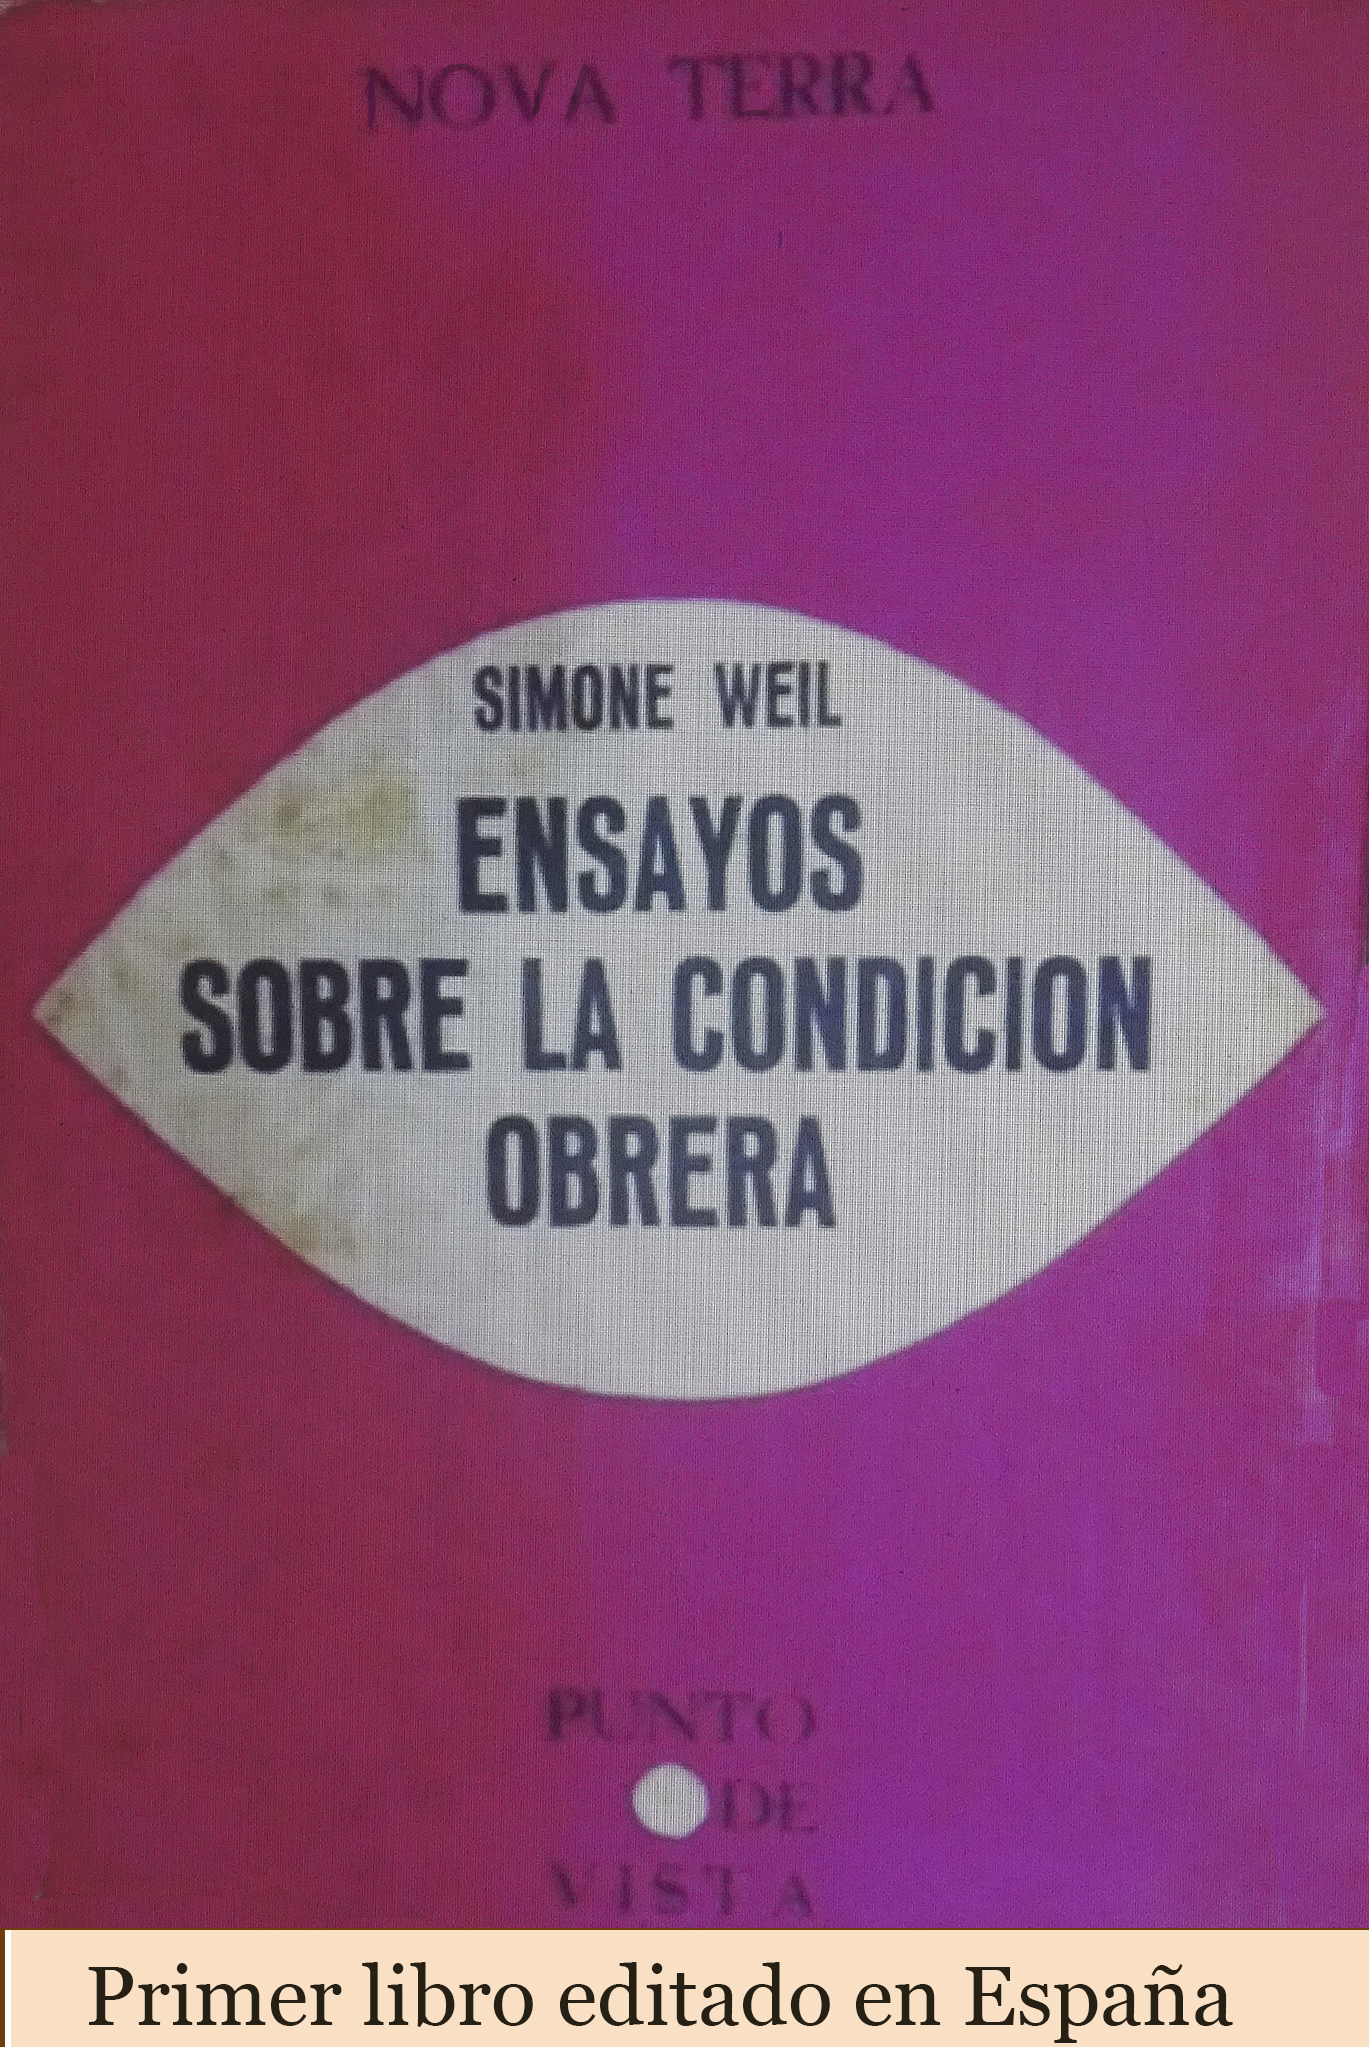 NOVA TERRA
SIMONE WEIL
ENSAYOS
SOBRE LA CONDICION
OBRERA
PUNTO
DE
VISTA
Primer libro editado en España